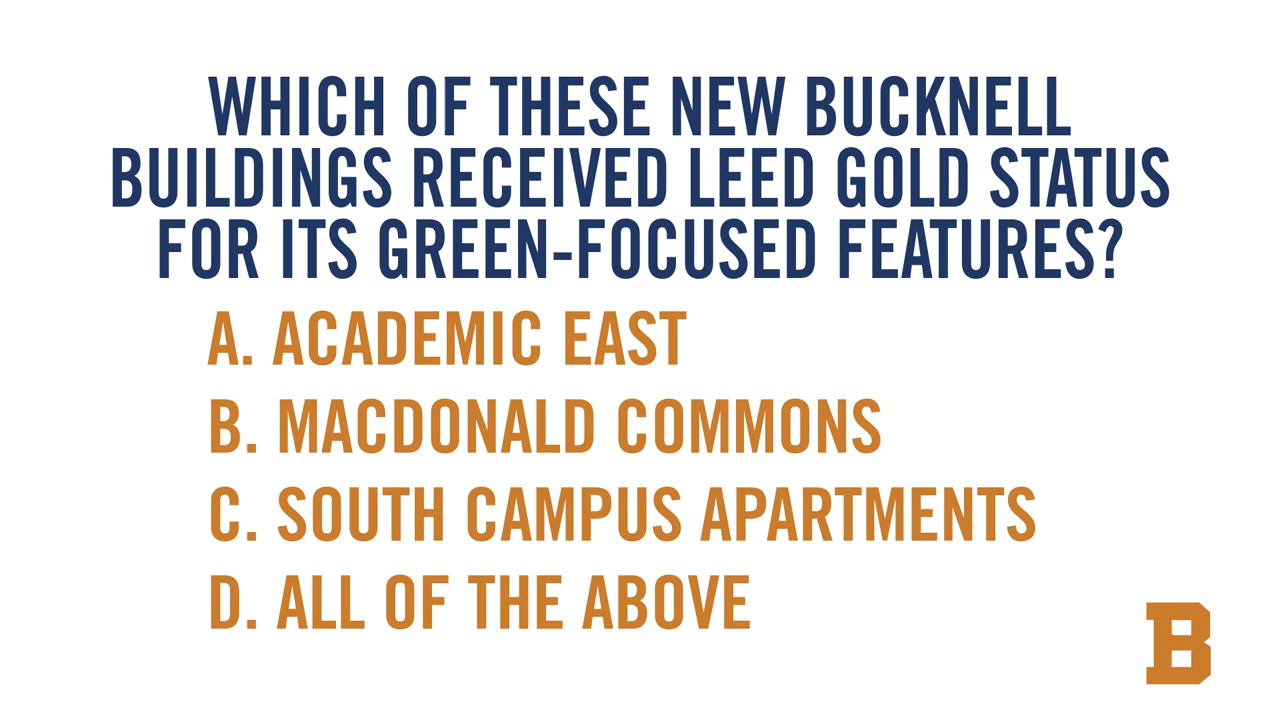 WHICH OF THESE NEW BUCKNELL
BUILDINGS RECEIVED LEED GOLD STATUS
FOR ITS GREEN-FOCUSED FEATURES?
A. ACADEMIC EAST
B. MACDONALD COMMONS
C. SOUTH CAMPUS APARTMENTS
D. ALL OF THE ABOVE
B